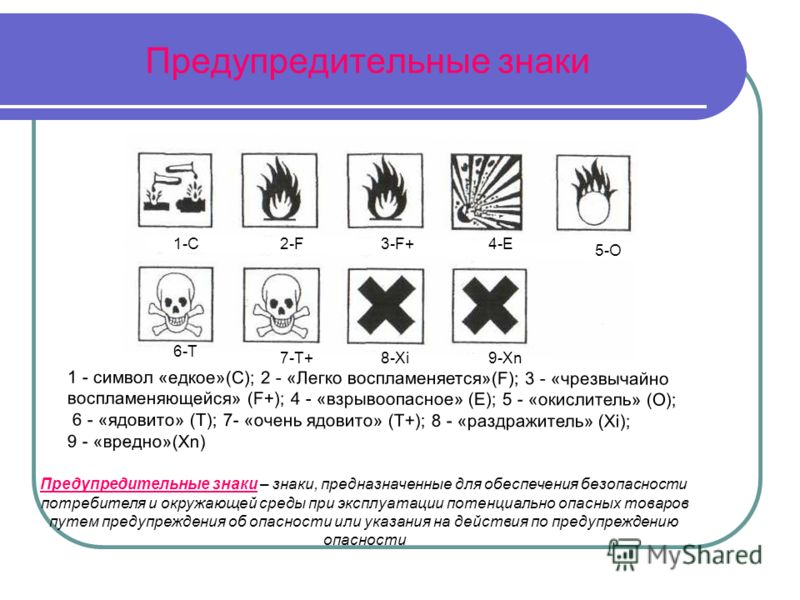 Предупредительные знаки
1-C
2-F
3-F+
4-E
5-O
6-T
7-T+
8-Xi
9-Xn
1 - символ «едкое»(C); 2 - «Легко воспламеняется»(F); 3 - «чрезвычайно
воспламеняющейся» (F+); 4 - «взрывоопасное» (E); 5 - «окислитель» (O);
6 - «ядовито» (T); 7- «очень ядовито» (T+); 8 - «раздражитель» (Xi);
9 - «вредно»(Xn)
Предупредительные знаки – знаки, предназначенные для обеспечения безопасности
потребителя и окружающей среды при эксплуатации потенциально опасных товаров
путем предупреждения об опасности или указания на действия по предупреждению
опасности
MyShared